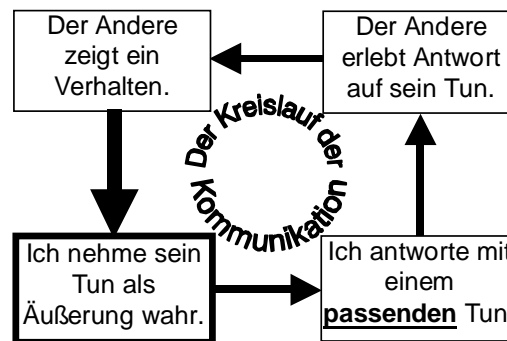 Der Andere
zeigt ein
Verhalten.
Der Andere
erlebt Antwort
auf sein Tun.
Der Kreislauf der
Kommunikation
Ich nehme sein
Tun als
Äußerung wahr.
Ich antworte mit
einem
passenden Tun